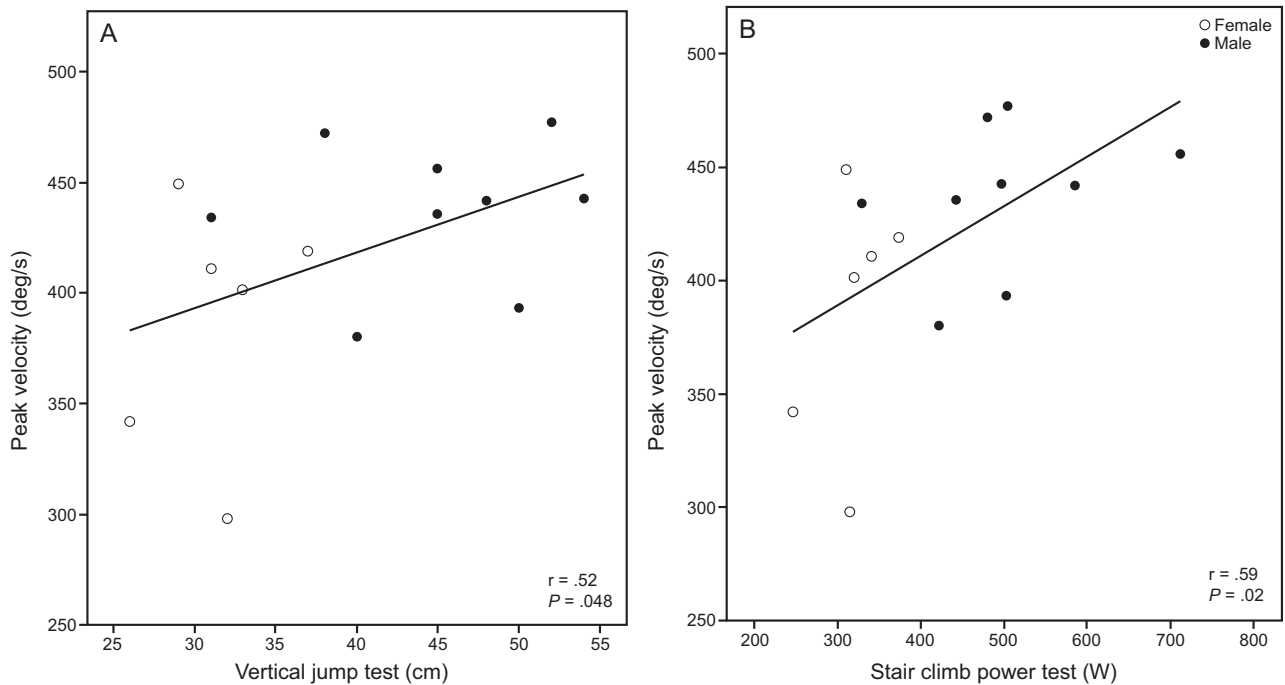 A
500
450
400
350
300
250
Peak velocity (deg/s)
25 30 35 40 45 50 55
Vertical jump test (cm)
r = .52
P = .048
B
Female
Male
500
450
400
350
300
250
Peak velocity (deg/s)
200 300 400 500 600 700 800
Stair climb power test (W)
r = .59
P = .02